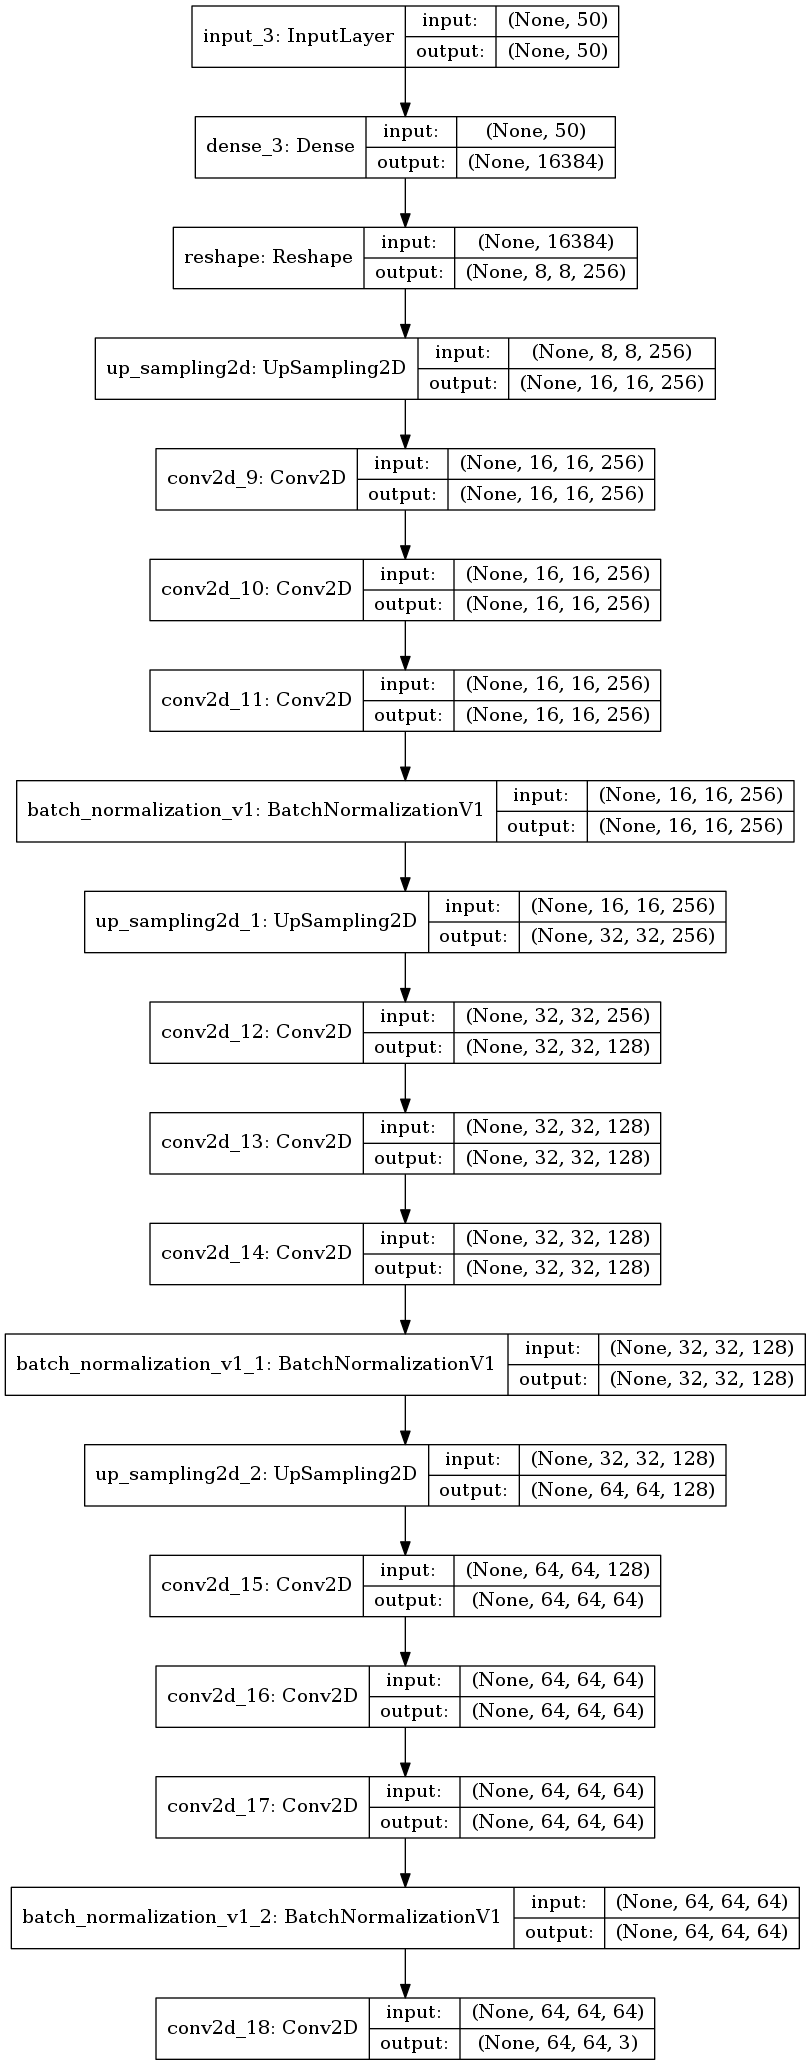 input_3: InputLayer
input: (None, 50)
output: (None, 50)
dense_3: Dense
input: (None, 50)
output: (None, 16384)
reshape: Reshape
input: (None, 16384)
output: (None, 8, 8, 256)
up_sampling2d: UpSampling2D
input: (None, 8, 8, 256)
output: (None, 16, 16, 256)
conv2d_9: Conv2D
input: (None, 16, 16, 256)
output: (None, 16, 16, 256)
conv2d_10: Conv2D
input: (None, 16, 16, 256)
output: (None, 16, 16, 256)
conv2d_11: Conv2D
input: (None, 16, 16, 256)
output: (None, 16, 16, 256)
batch_normalization_v1: BatchNormalizationV1
input: (None, 16, 16, 256)
output: (None, 16, 16, 256)
up_sampling2d_1: UpSampling2D
input: (None, 16, 16, 256)
output: (None, 32, 32, 256)
conv2d_12: Conv2D
input: (None, 32, 32, 256)
output: (None, 32, 32, 128)
conv2d_13: Conv2D
input: (None, 32, 32, 128)
output: (None, 32, 32, 128)
conv2d_14: Conv2D
input: (None, 32, 32, 128)
output: (None, 32, 32, 128)
batch_normalization_v1_1: BatchNormalizationV1
input: (None, 32, 32, 128)
output: (None, 32, 32, 128)
up_sampling2d_2: UpSampling2D
input: (None, 32, 32, 128)
output: (None, 64, 64, 128)
conv2d_15: Conv2D
input: (None, 64, 64, 128)
output: (None, 64, 64, 64)
conv2d_16: Conv2D
input: (None, 64, 64, 64)
output: (None, 64, 64, 64)
conv2d_17: Conv2D
input: (None, 64, 64, 64)
output: (None, 64, 64, 64)
batch_normalization_v1_2: BatchNormalizationV1
input: (None, 64, 64, 64)
output: (None, 64, 64, 64)
conv2d_18: Conv2D
input: (None, 64, 64, 64)
output: (None, 64, 64, 3)